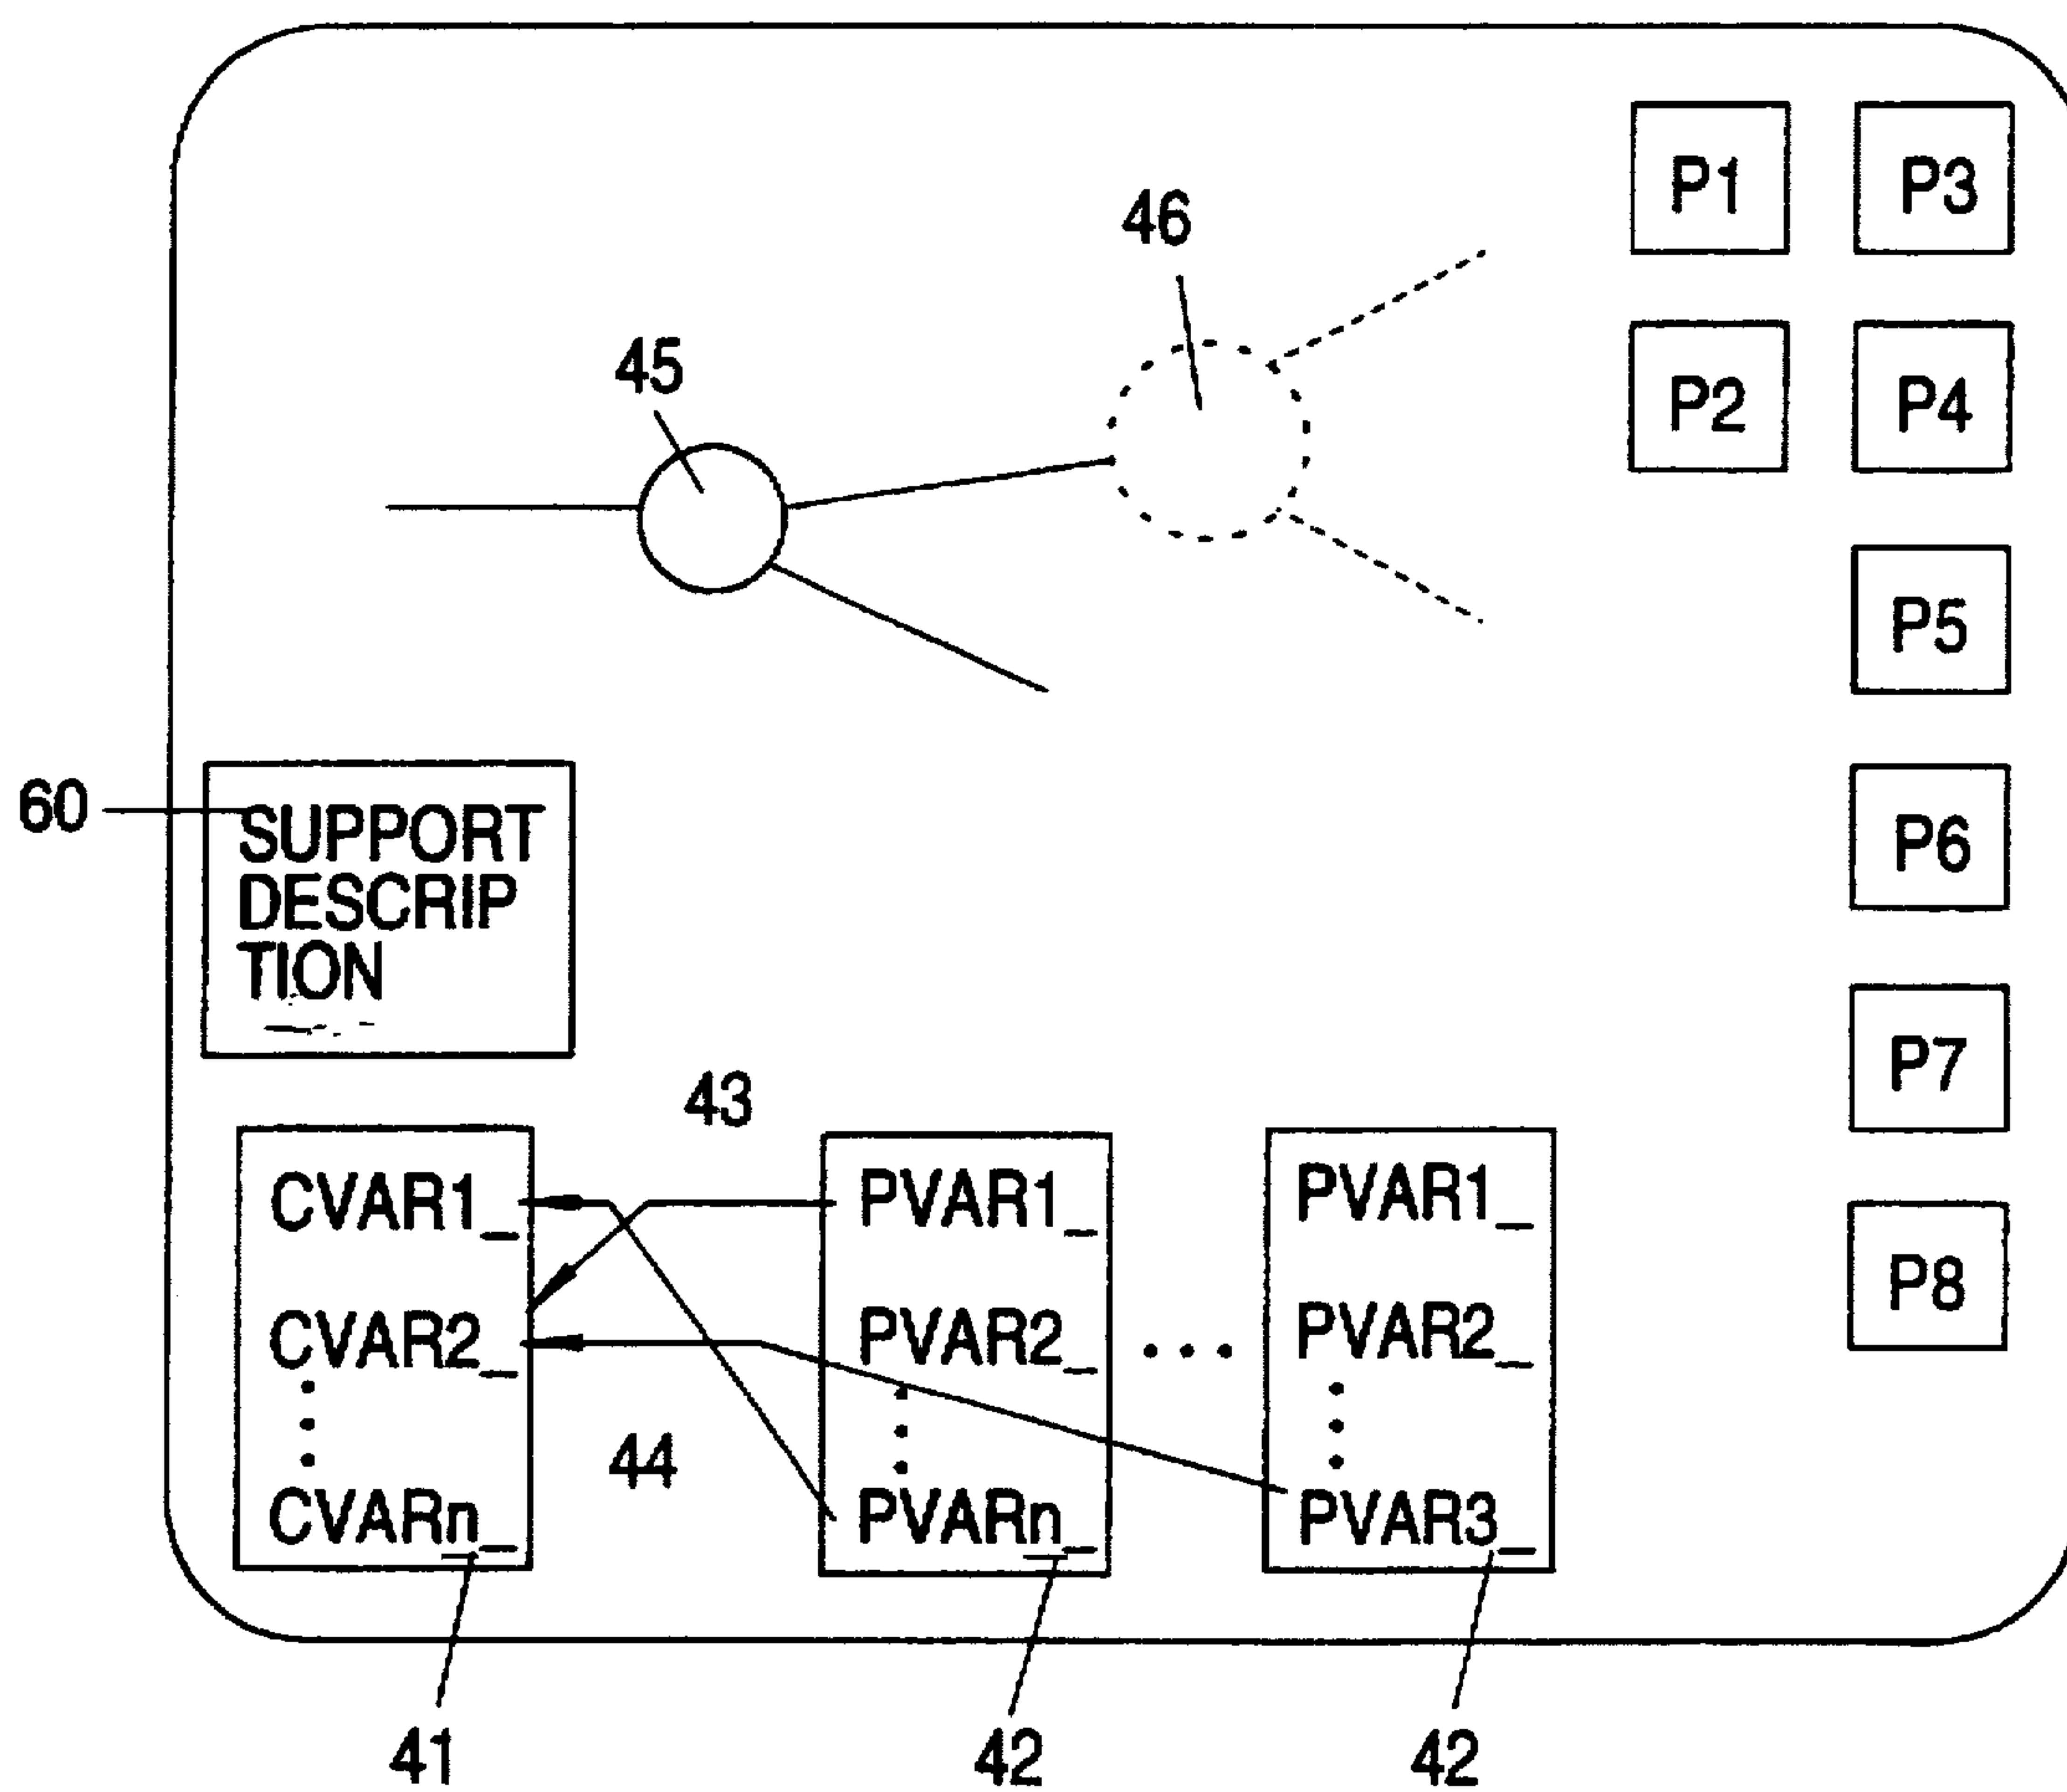 P1 P3
46
P2 P4
45
P5
60
SUPPORT
DESCRIP
TION
P6
P7
43
CVAR1_ PVAR1_ PVAR1_
P8
CVAR2_ PVAR2_ PVAR2_
44
CVARn_ PVARn_ PVAR3_
41 42 42